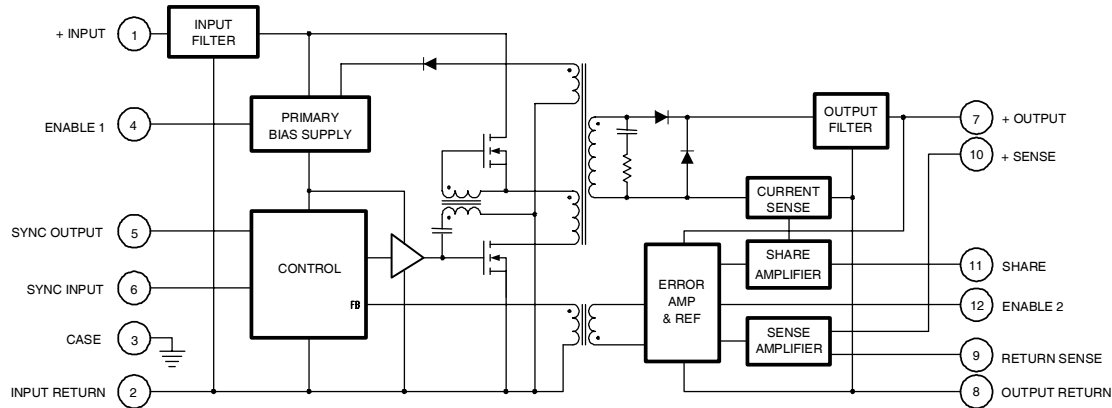 + INPUT
1
INPUT
FILTER
ENABLE 1
4
PRIMARY
BIAS SUPPLY
OUTPUT
FILTER
7
+ OUTPUT
10
+ SENSE
CURRENT
SENSE
SYNC OUTPUT
5
SYNC INPUT
6
CONTROL
FB
ERROR
AMP
& REF
SHARE
AMPLIFIER
11
SHARE
12
ENABLE 2
CASE
3
SENSE
AMPLIFIER
9
RETURN SENSE
INPUT RETURN
2
8
OUTPUT RETURN